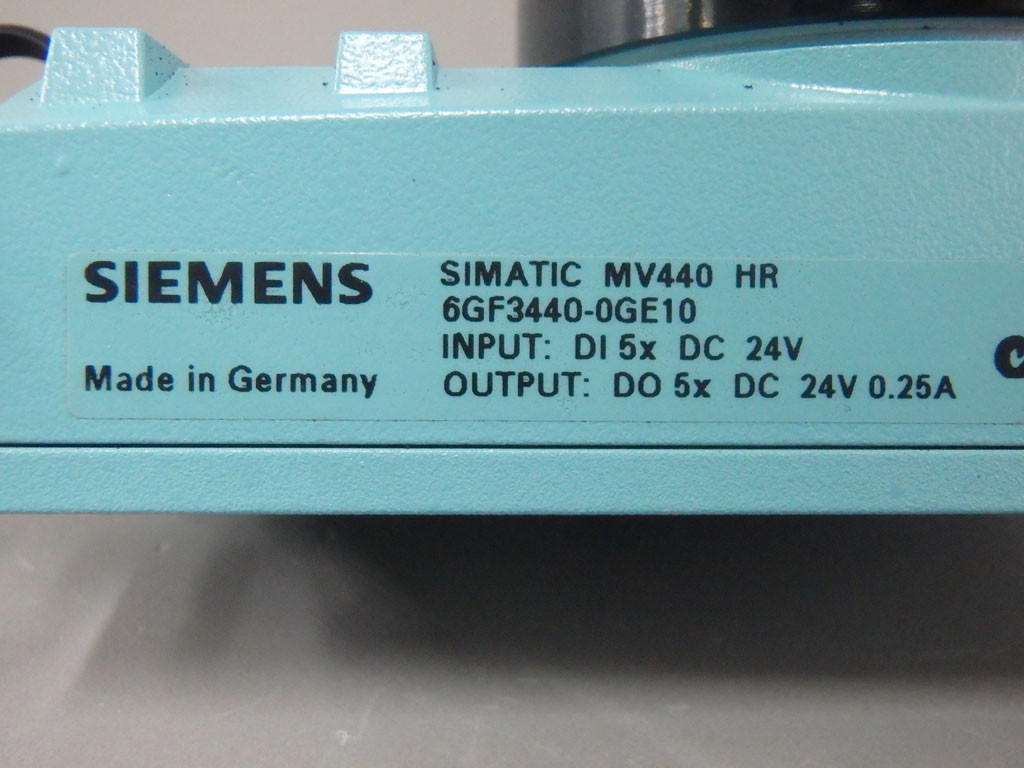 SIEMENS
Made in Germany
SIMATIC MV440 HR
6GF3440-0GE10
INPUT: DI 5x DC 24V
OUTPUT: DO 5x DC 24V 0.25A